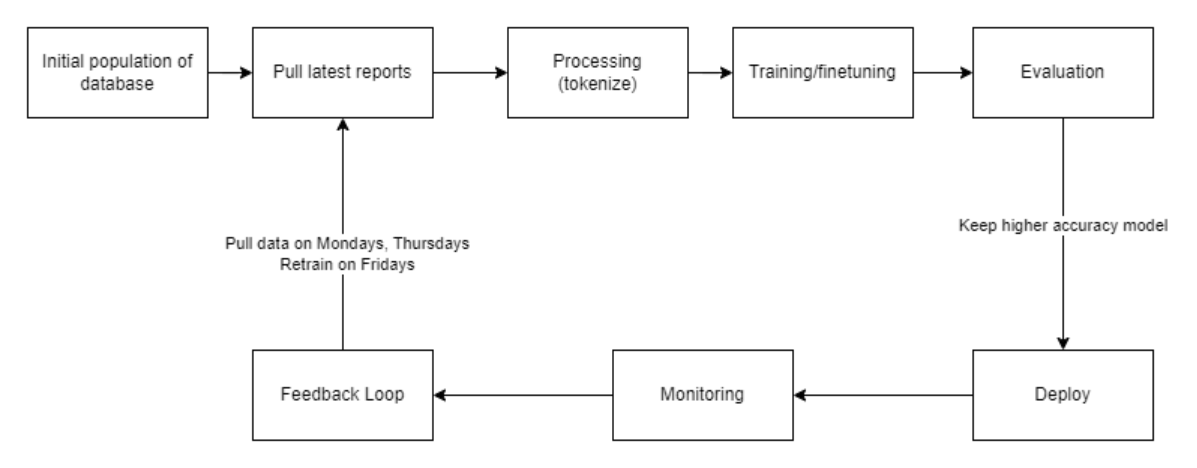 Initial population of
database
Pull latest reports
Processing
(tokenize)
Training/finetuning
Evaluation
Keep higher accuracy model
Pull data on Mondays, Thursdays
Retrain on Fridays
Feedback Loop
Monitoring
Deploy